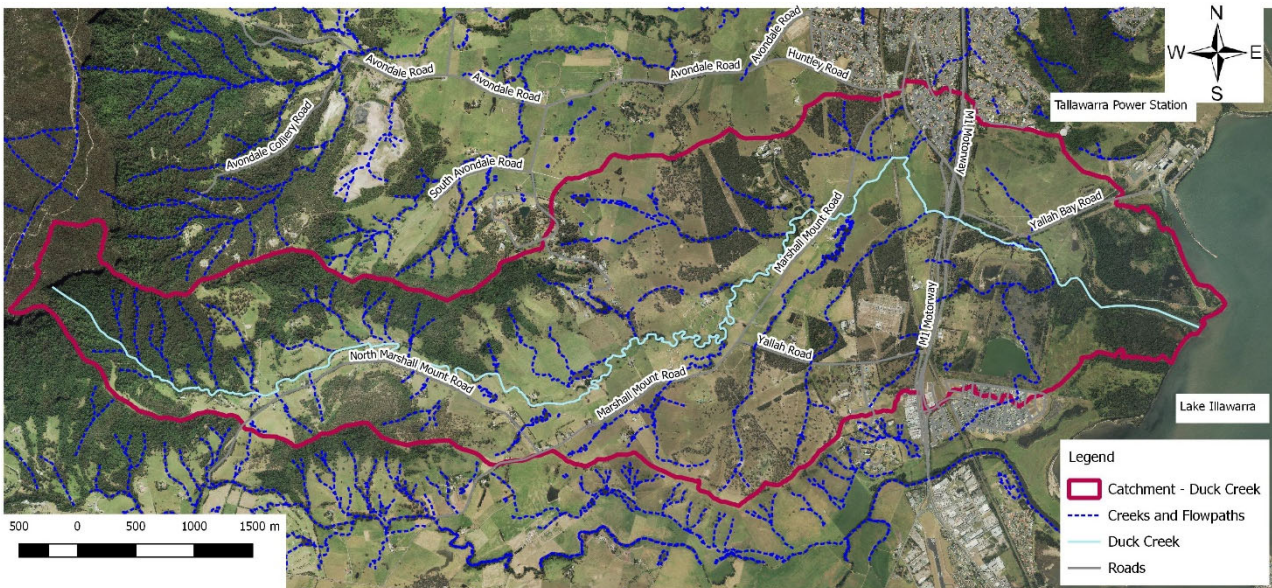 N
W E
S
Avondale Road
Huntley Road
Avondale Road
Avondale Road
Avondale Road
Tallawarra Power Station
M1 Motorway
Avondale Colliery Road
South Avondale Road
Yallah Bay Road
Marshall Mount Road
M1 Motorway
Yallah Road
North Marshall Mount Road
Marshall Mount Road
Lake Illawarra
Legend
Catchment - Duck Creek
Creeks and Flowpaths
Duck Creek
Roads
500 0 500 1000 1500 m